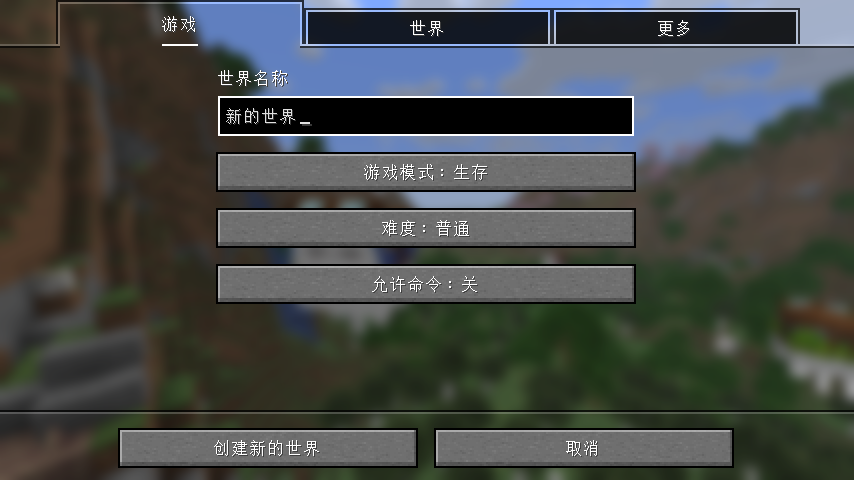 游戏
世界
更多
世界名称
新的世界_
游戏模式：生存
难度：普通
允许命令：关
创建新的世界
取消